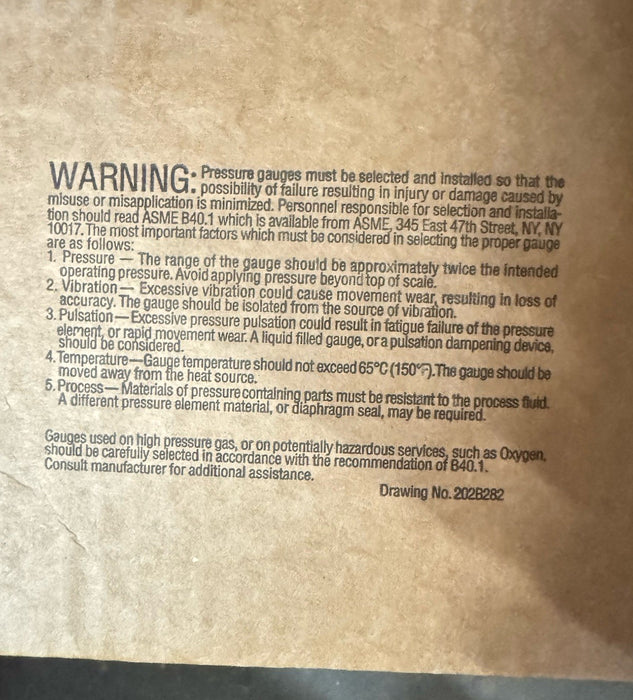 WARNING: Pressure gauges must be selected and installed so that the
possibility of failure resulting in injury or damage caused by
misuse or misapplication is minimized. Personnel responsible for selection and installa-
tion should read ASME B40.1 which is available from ASME, 345 East 47th Street, NY, NY
10017. The most important factors which must be considered in selecting the proper gauge
are as follows:
1. Pressure — The range of the gauge should be approximately twice the intended
operating pressure. Avoid applying pressure beyond top of scale.
2. Vibration — Excessive vibration could cause movement wear, resulting in loss of
accuracy. The gauge should be isolated from the source of vibration.
3. Pulsation — Excessive pressure pulsation could result in fatigue failure of the pressure
element, or rapid movement wear. A liquid filled gauge, or a pulsation dampening device,
should be considered.
4. Temperature — Gauge temperature should not exceed 65°C (150°F). The gauge should be
moved away from the heat source.
5. Process — Materials of pressure containing parts must be resistant to the process fluid.
A different pressure element material, or diaphragm seal, may be required.
Gauges used on high pressure gas, or on potentially hazardous services, such as Oxygen,
should be carefully selected in accordance with the recommendation of B40.1.
Consult manufacturer for additional assistance.
Drawing No. 202B282